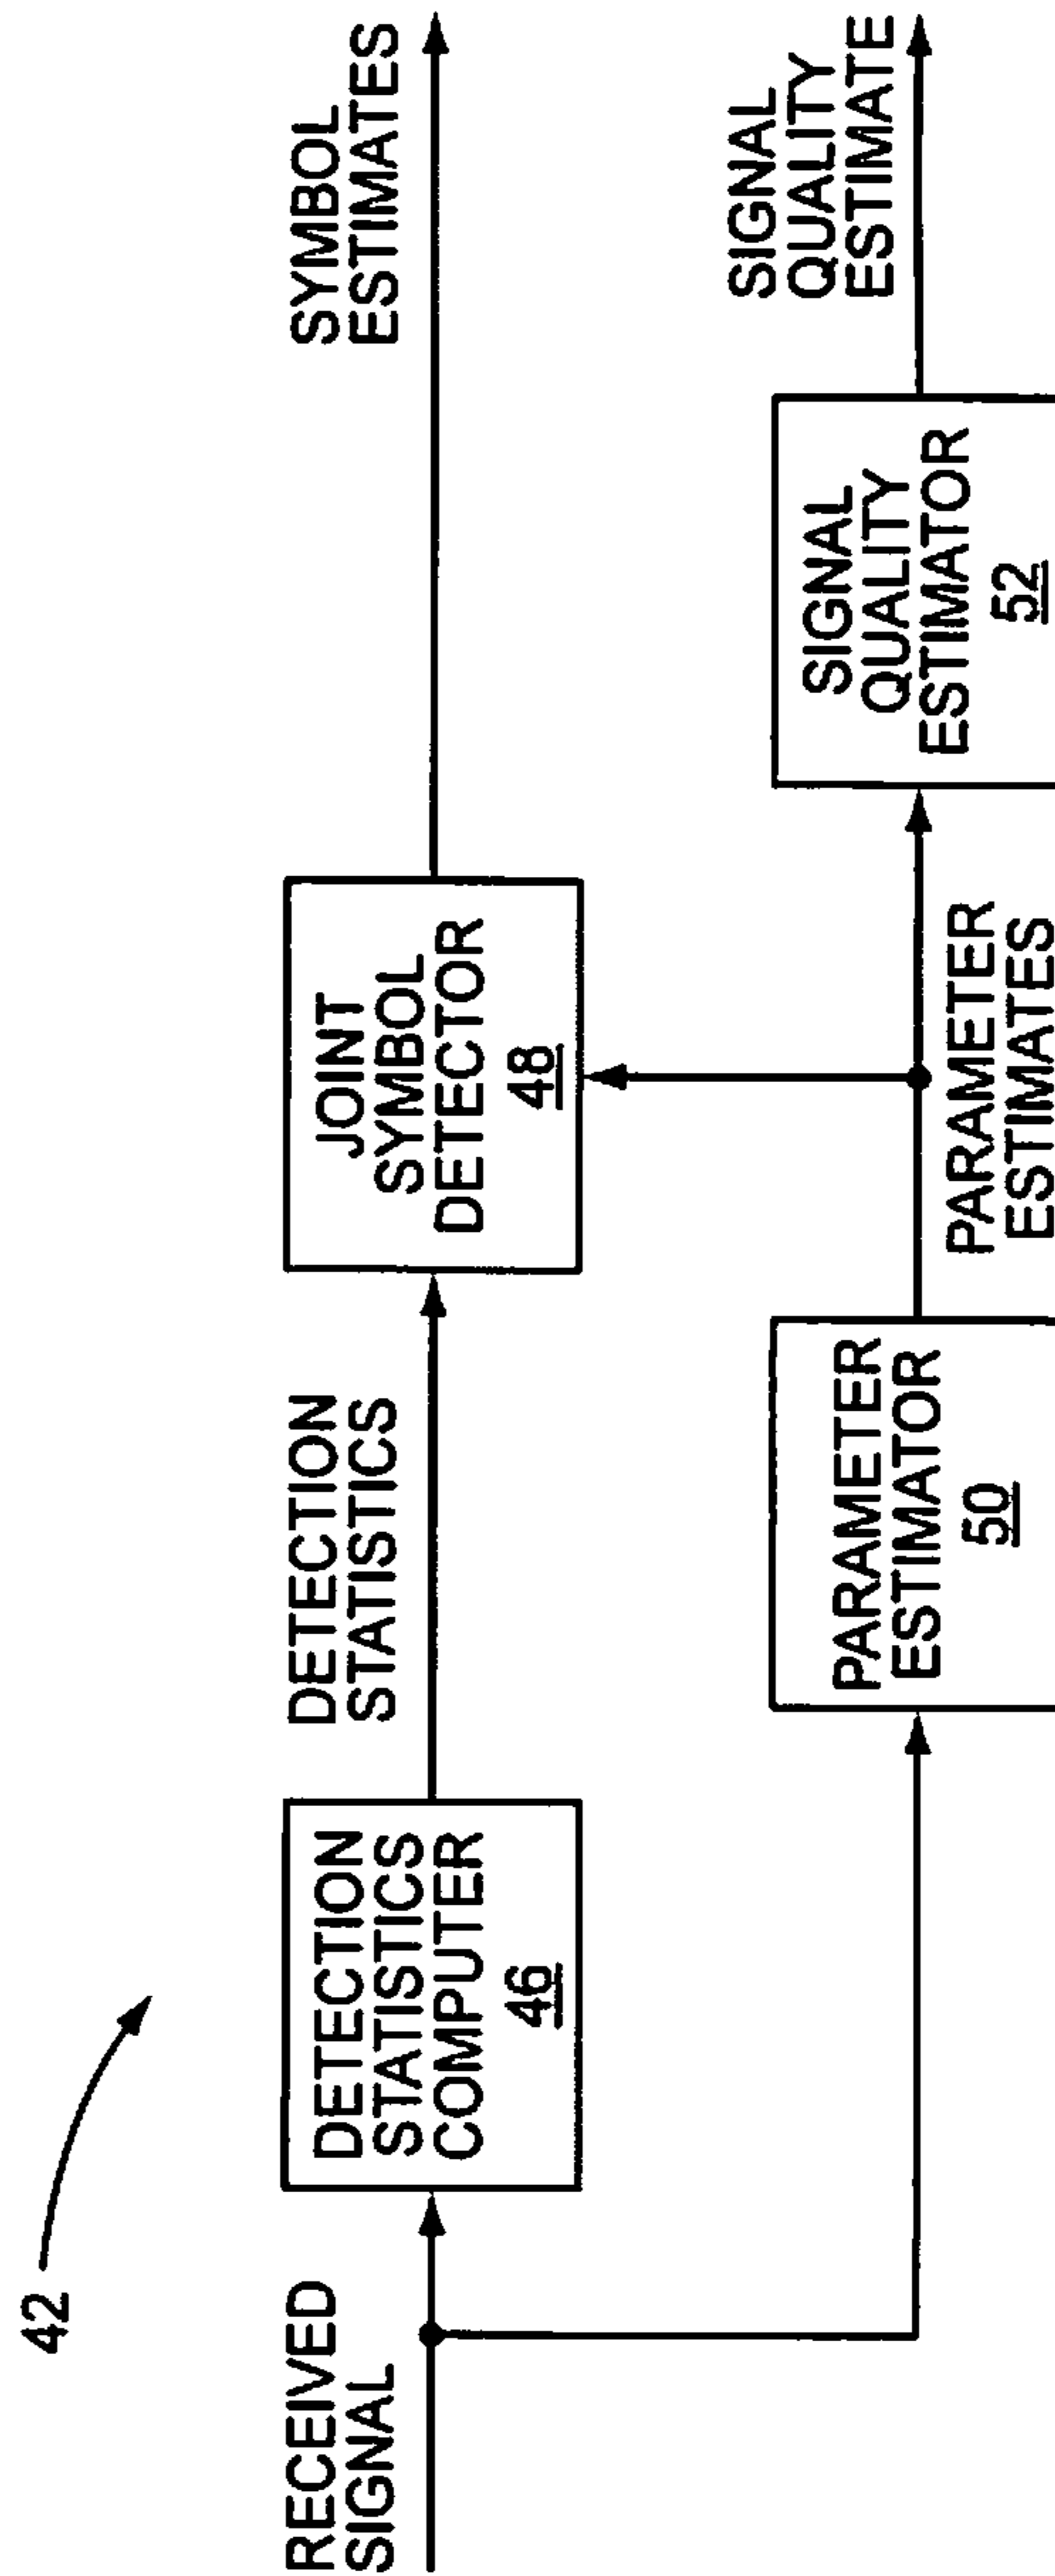 42
RECEIVED
SIGNAL
DETECTION
STATISTICS
COMPUTER
46
DETECTION
STATISTICS
JOINT
SYMBOL
DETECTOR
48
SYMBOL
ESTIMATES
PARAMETER
ESTIMATOR
50
PARAMETER
ESTIMATES
SIGNAL
QUALITY
ESTIMATOR
52
SIGNAL
QUALITY
ESTIMATE